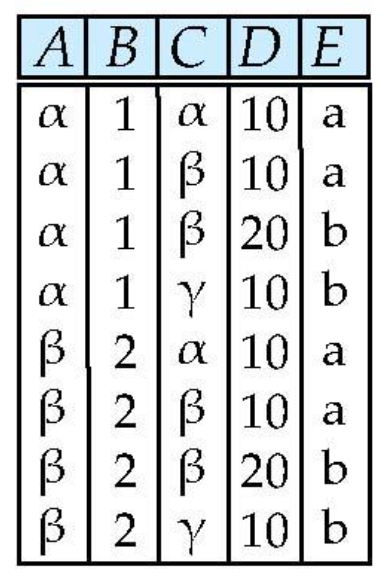 A B C D E
α 1 α 10 a
α 1 β 10 a
α 1 β 20 b
α 1 γ 10 b
β 2 α 10 a
β 2 β 10 a
β 2 β 20 b
β 2 γ 10 b